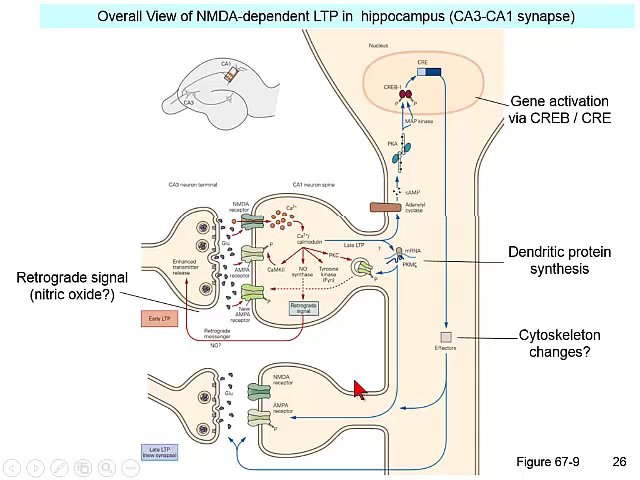 Overall View of NMDA-dependent LTP in hippocampus (CA3-CA1 synapse)
Nucleus
CRE
CA1
CA3
CREB-1
P
P
MAP kinase
Gene activation
via CREB / CRE
PKA
cAMP
Adenylyl
cyclase
CA3 neuron terminal
CA1 neuron spine
NMDA
receptor
Ca2+
Glu
Ca2+/
calmodulin
Late LTP
?
mRNA
PKMζ
PKC
P
Enhanced
transmitter
release
AMPA
receptor
CaMKII
NO
synthase
Tyrosine
kinase
(Fyn)
P
New
AMPA
receptor
Retrograde
signal
Early LTP
Retrograde
messenger
NO?
Retrograde signal
(nitric oxide?)
Dendritic protein
synthesis
Cytoskeleton
changes?
Effectors
NMDA
receptor
Glu
AMPA
receptor
P
Late LTP
(new synapse)
Figure 67-9
26